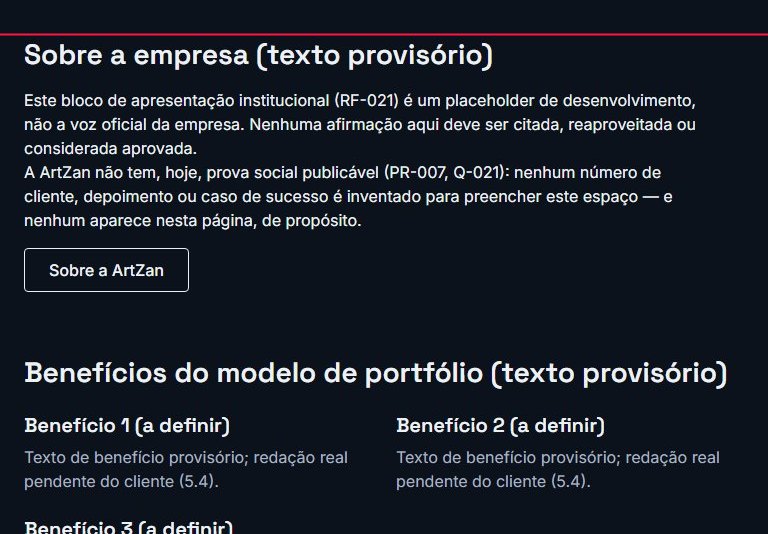 Sobre a empresa (texto provisório)
Este bloco de apresentação institucional (RF-021) é um placeholder de desenvolvimento,
não a voz oficial da empresa. Nenhuma afirmação aqui deve ser citada, reaproveitada ou
considerada aprovada.
A ArtZan não tem, hoje, prova social publicável (PR-007, Q-021): nenhum número de
cliente, depoimento ou caso de sucesso é inventado para preencher este espaço — e
nenhum aparece nesta página, de propósito.
Sobre a ArtZan
Benefícios do modelo de portfólio (texto provisório)
Benefício 1 (a definir)
Texto de benefício provisório; redação real
pendente do cliente (5.4).
Benefício 2 (a definir)
Texto de benefício provisório; redação real
pendente do cliente (5.4).
Benefício 3 (a definir)